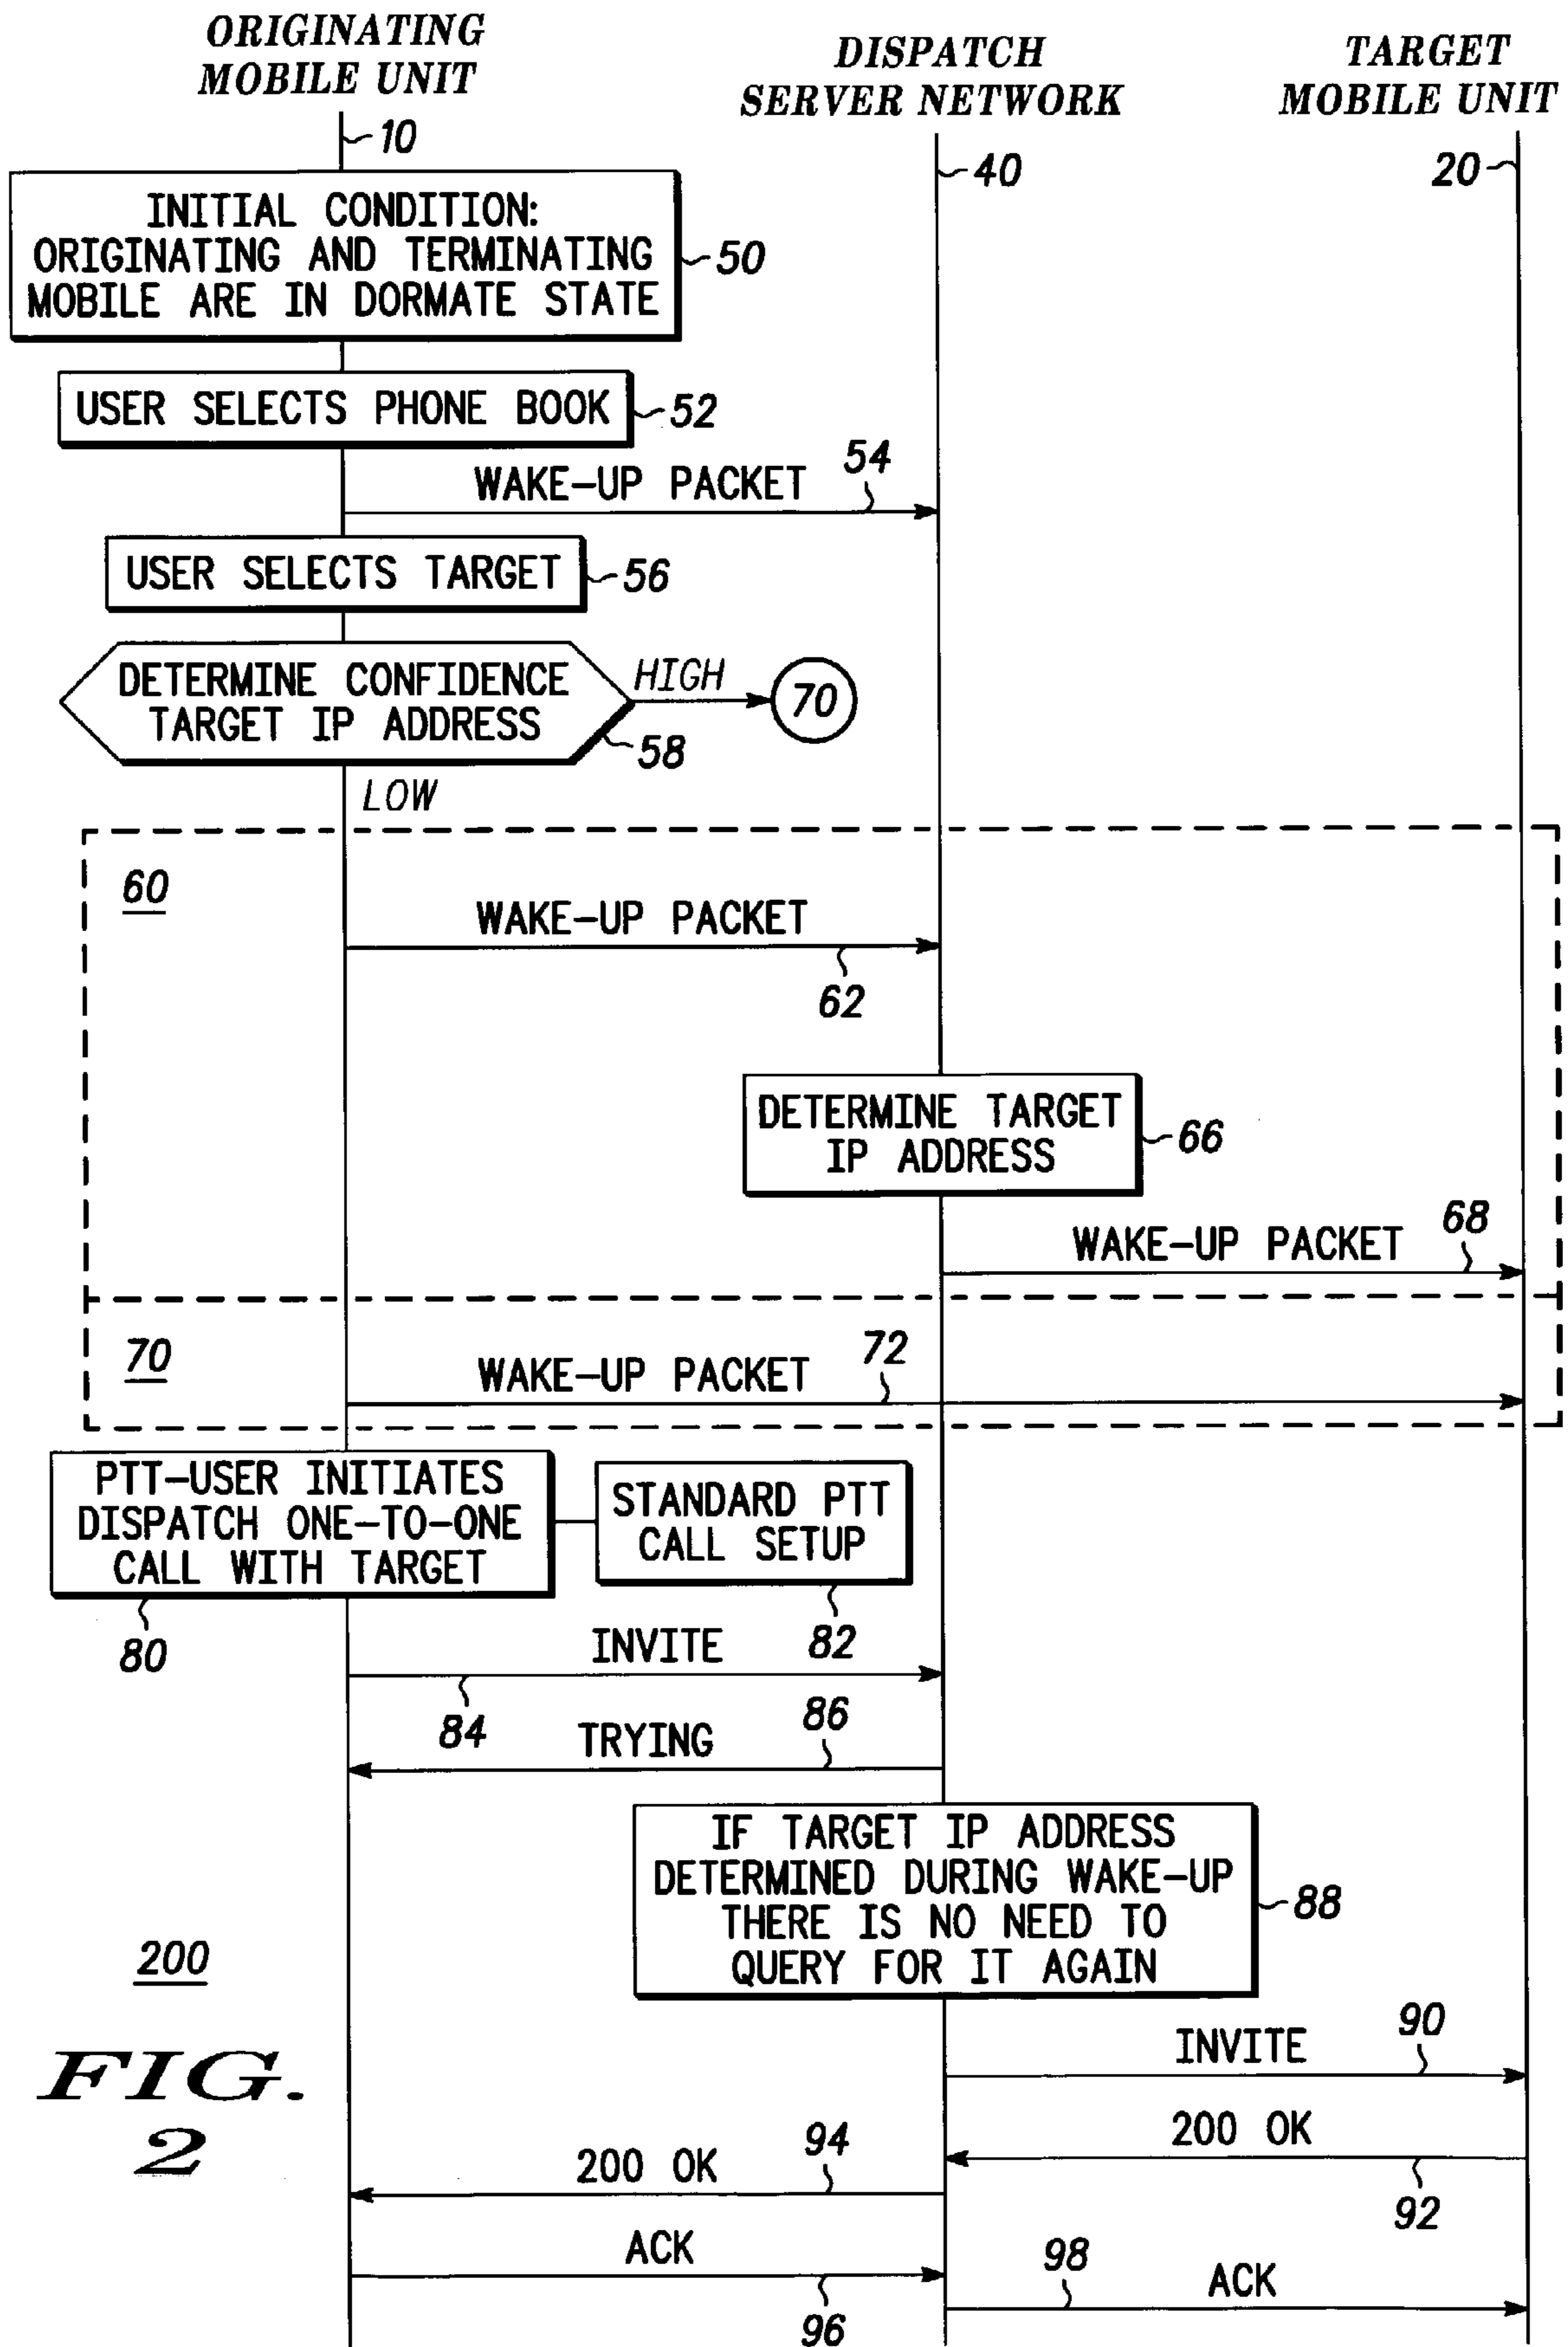 ORIGINATING
MOBILE UNIT
DISPATCH
SERVER NETWORK
TARGET
MOBILE UNIT
10
40
20
INITIAL CONDITION:
ORIGINATING AND TERMINATING
MOBILE ARE IN DORMATE STATE
50
USER SELECTS PHONE BOOK
52
WAKE-UP PACKET
54
USER SELECTS TARGET
56
DETERMINE CONFIDENCE
TARGET IP ADDRESS
HIGH
70
58
LOW
60
WAKE-UP PACKET
62
DETERMINE TARGET
IP ADDRESS
66
WAKE-UP PACKET
68
70
WAKE-UP PACKET
72
PTT-USER INITIATES
DISPATCH ONE-TO-ONE
CALL WITH TARGET
80
STANDARD PTT
CALL SETUP
82
INVITE
84
TRYING
86
IF TARGET IP ADDRESS
DETERMINED DURING WAKE-UP
THERE IS NO NEED TO
QUERY FOR IT AGAIN
88
200
FIG.
2
INVITE
90
200 OK
92
200 OK
94
ACK
96
98
ACK